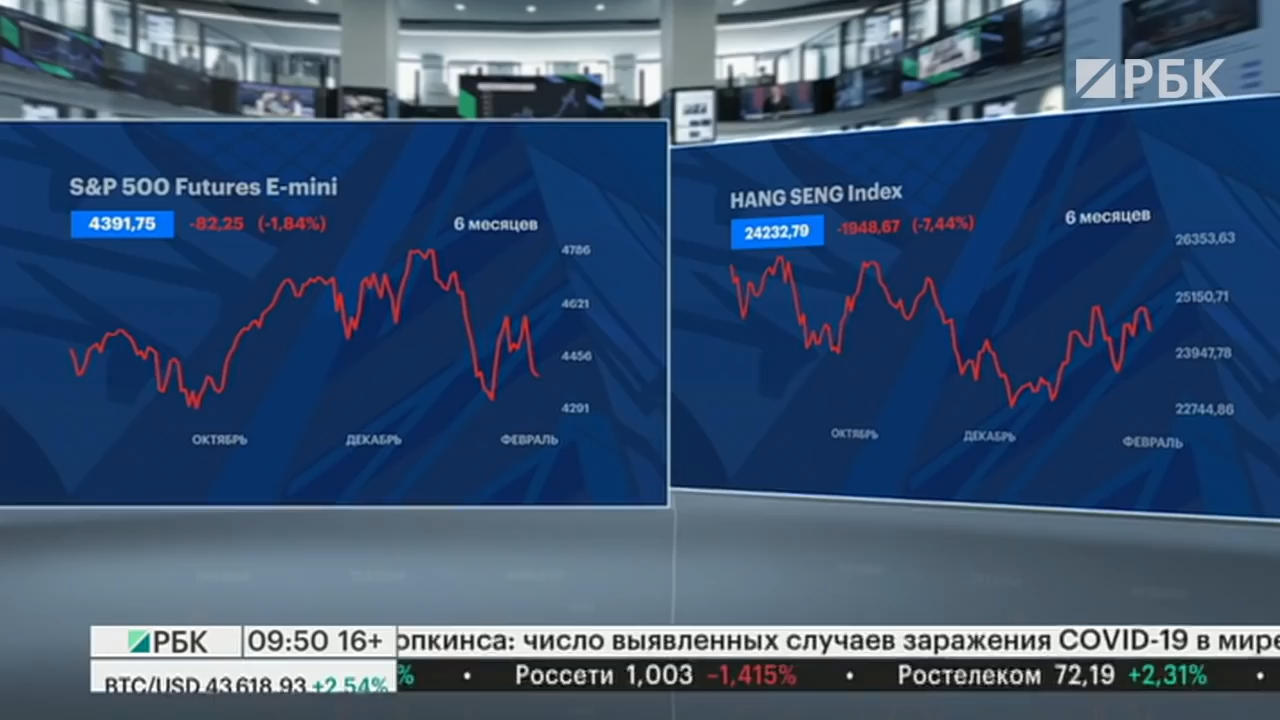 РБК
S&P 500 Futures E-mini
4391,75 -82,25 (-1,84%)
6 месяцев
4786
4621
4456
4291
ОКТЯБРЬ ДЕКАБРЬ ФЕВРАЛЬ
HANG SENG Index
24232,79 -1948,67 (-7,44%)
6 месяцев
26353,63
25150,71
23947,78
22744,86
ОКТЯБРЬ ДЕКАБРЬ ФЕВРАЛЬ
РБК 09:50 16+ опкинса: число выявленных случаев заражения COVID-19 в мире
BTC/USD 43 618,93 +2,54% % • Россети 1,003 -1,415% • Ростелеком 72,19 +2,31% •